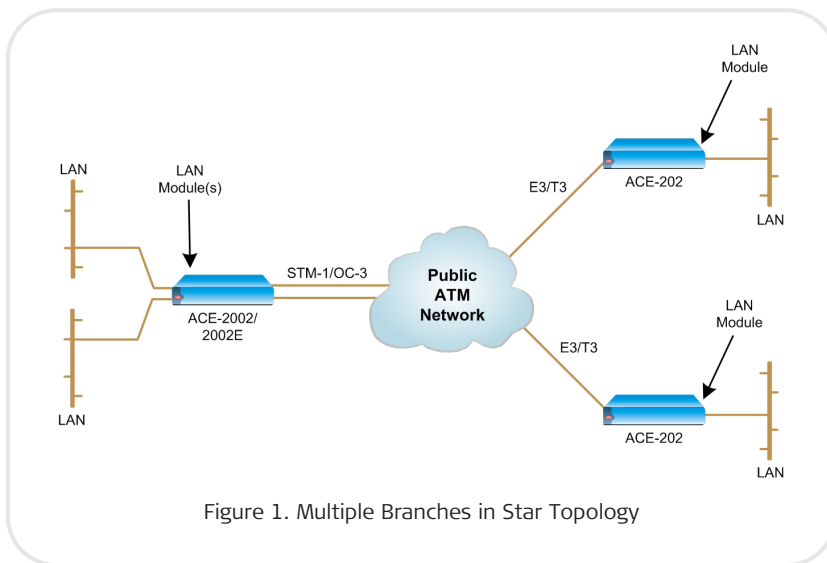 LAN
Module
LAN
LAN
Module(s)
E3/T3
ACE-202
LAN
STM-1/OC-3
Public
ATM
Network
ACE-2002/
2002E
LAN
Module
E3/T3
LAN
ACE-202
LAN
Figure 1. Multiple Branches in Star Topology